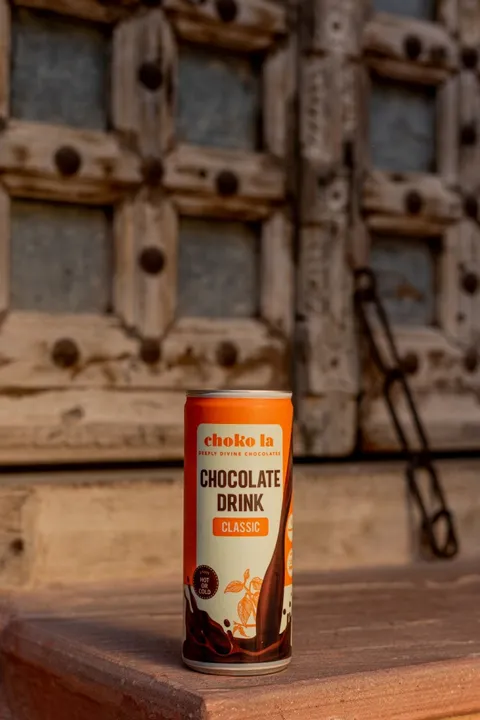 choko la
DEEPLY DIVINE CHOCOLATES
CHOCOLATE
DRINK
CLASSIC
HOT
OR
COLD